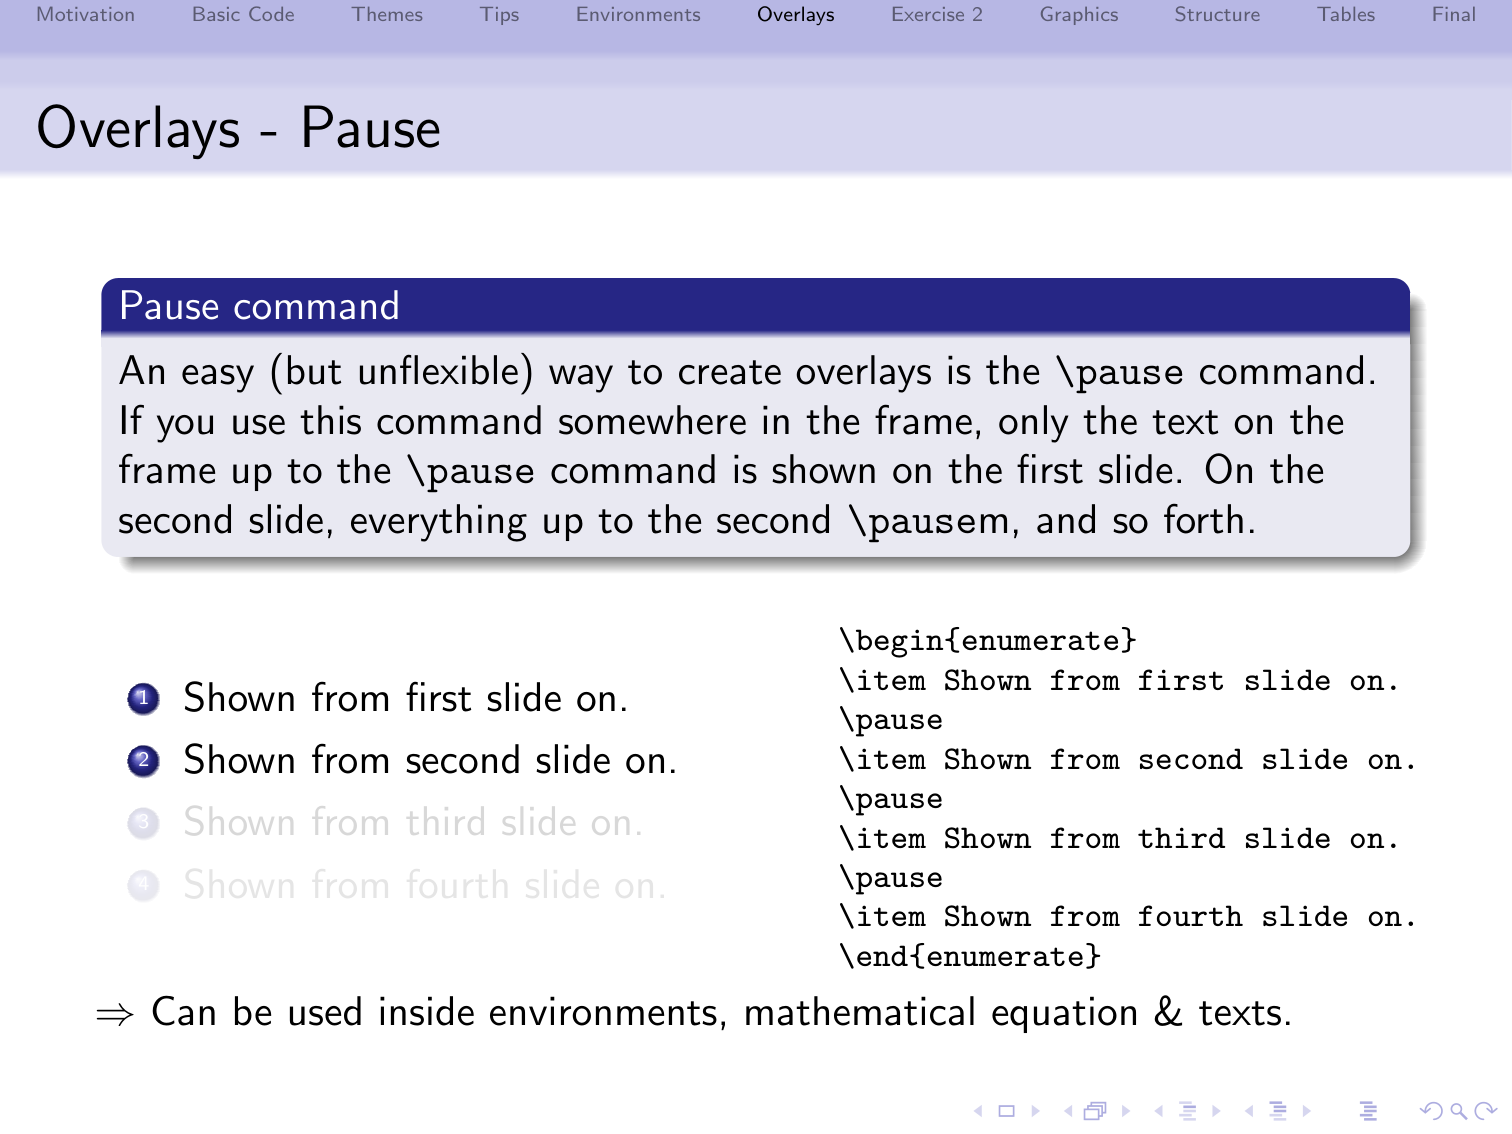 Motivation Basic Code Themes Tips Environments Overlays Exercise 2 Graphics Structure Tables Final
Overlays - Pause
Pause command
An easy (but unflexible) way to create overlays is the \pause command.
If you use this command somewhere in the frame, only the text on the
frame up to the \pause command is shown on the first slide. On the
second slide, everything up to the second \pausem, and so forth.
1 Shown from first slide on.
2 Shown from second slide on.
3 Shown from third slide on.
4 Shown from fourth slide on.
\begin{enumerate}
\item Shown from first slide on.
\pause
\item Shown from second slide on.
\pause
\item Shown from third slide on.
\pause
\item Shown from fourth slide on.
\end{enumerate}
⇒ Can be used inside environments, mathematical equation & texts.